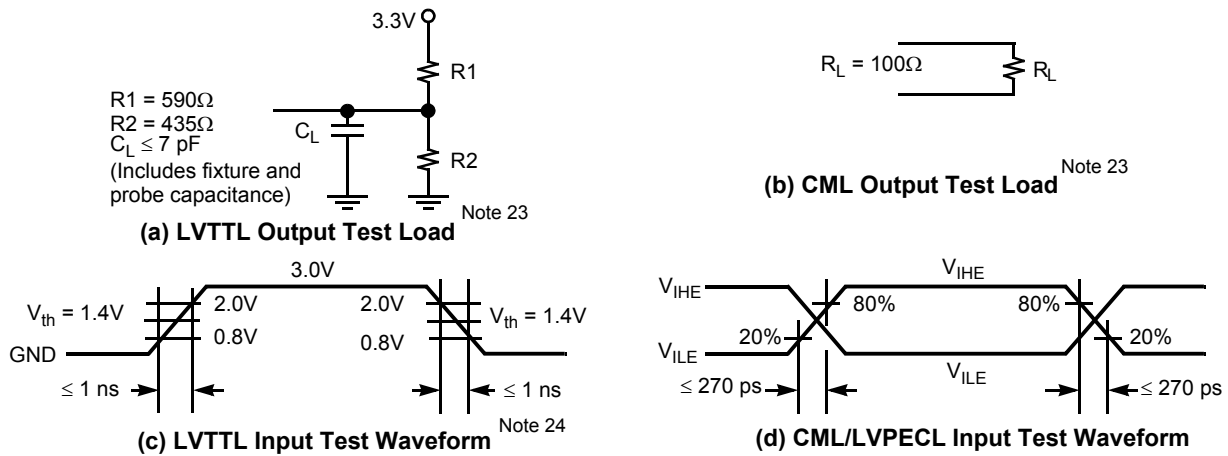 3.3V
R1
R1 = 590Ω
R2 = 435Ω
C_L ≤ 7 pF
(Includes fixture and
probe capacitance)
C_L
R2
Note 23
(a) LVTTL Output Test Load
R_L = 100Ω
R_L
Note 23
(b) CML Output Test Load
3.0V
V_th = 1.4V
2.0V
0.8V
2.0V
0.8V
V_th = 1.4V
GND
≤ 1 ns
≤ 1 ns
Note 24
(c) LVTTL Input Test Waveform
V_IHE
V_IHE
80%
80%
20%
20%
V_ILE
V_ILE
≤ 270 ps
≤ 270 ps
(d) CML/LVPECL Input Test Waveform